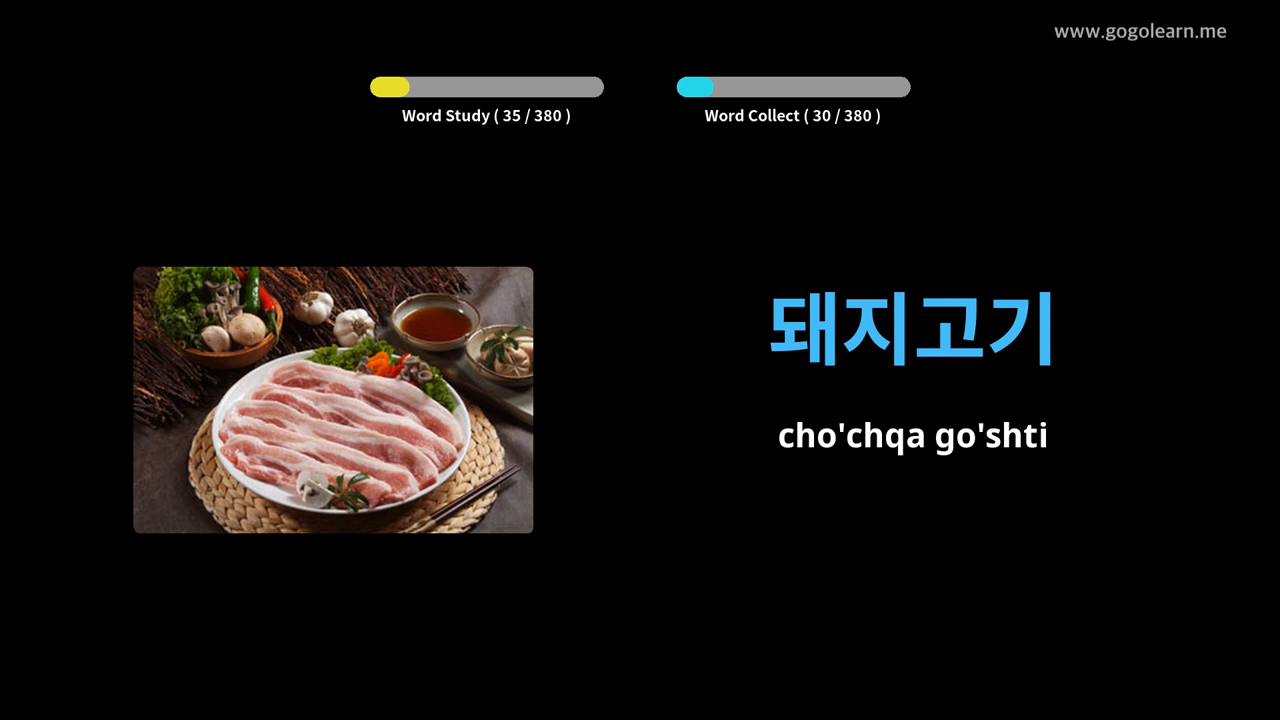 www.gogolearn.me
Word Study ( 35 / 380 )
Word Collect ( 30 / 380 )
돼지고기
cho'chqa go'shti